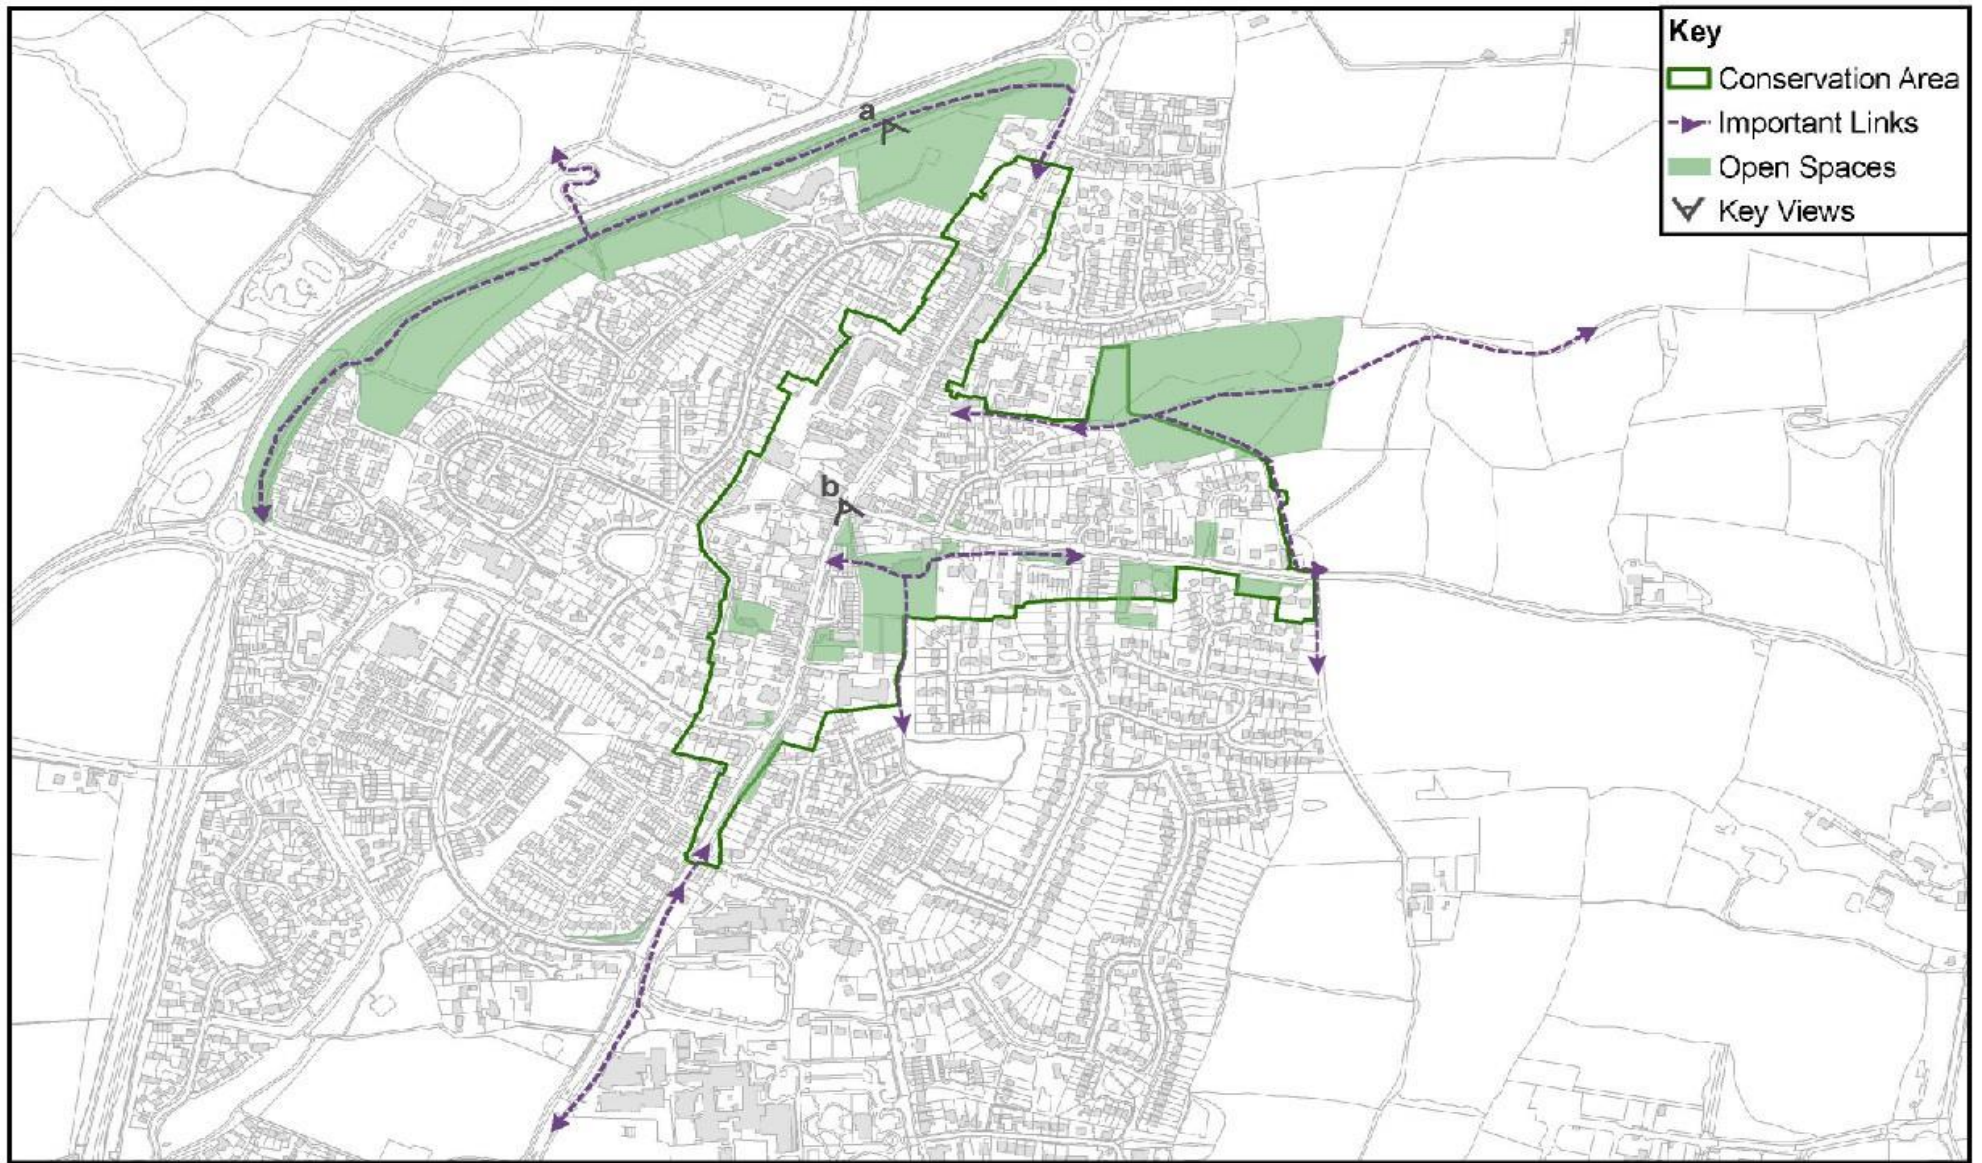 Key
Conservation Area
Important Links
Open Spaces
Key Views
a
b